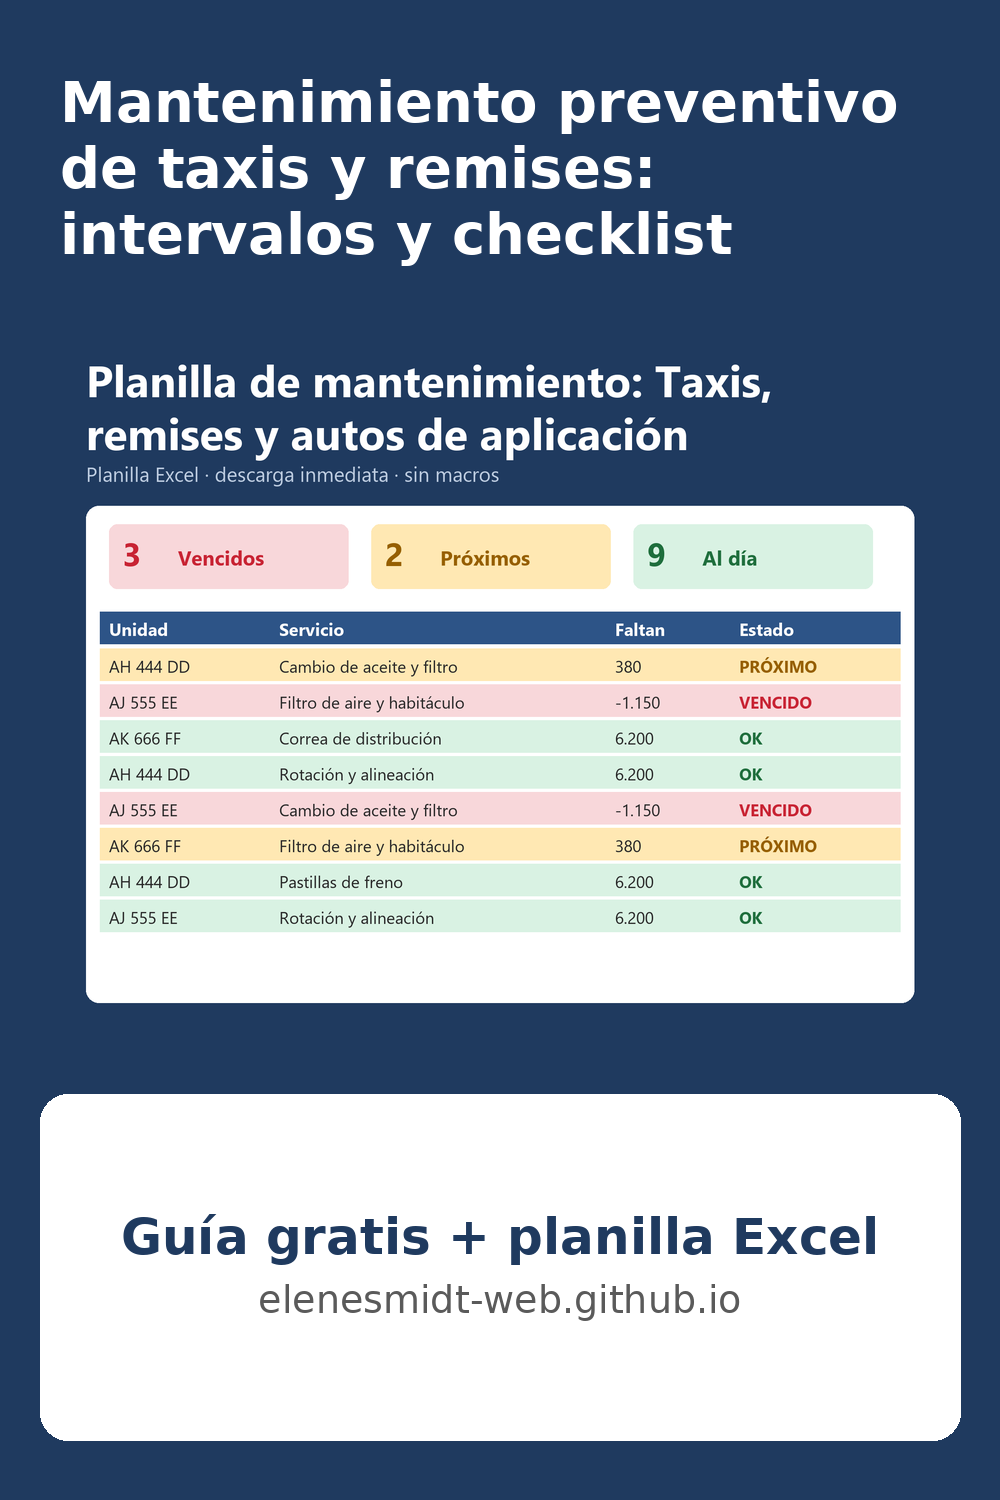 Mantenimiento preventivo
de taxis y remises:
intervalos y checklist
Planilla de mantenimiento: Taxis,
remises y autos de aplicación
Planilla Excel · descarga inmediata · sin macros
3 Vencidos 2 Próximos 9 Al día
Unidad Servicio Faltan Estado
AH 444 DD Cambio de aceite y filtro 380 PRÓXIMO
AJ 555 EE Filtro de aire y habitáculo -1.150 VENCIDO
AK 666 FF Correa de distribución 6.200 OK
AH 444 DD Rotación y alineación 6.200 OK
AJ 555 EE Cambio de aceite y filtro -1.150 VENCIDO
AK 666 FF Filtro de aire y habitáculo 380 PRÓXIMO
AH 444 DD Pastillas de freno 6.200 OK
AJ 555 EE Rotación y alineación 6.200 OK
Guía gratis + planilla Excel
elenesmidt-web.github.io